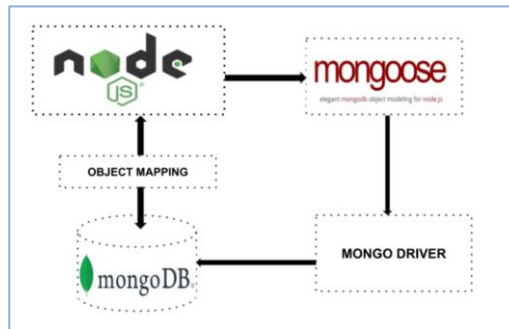 node
JS
mongoose
elegant mongodb object modeling for node.js
OBJECT MAPPING
MONGO DRIVER
mongoDB